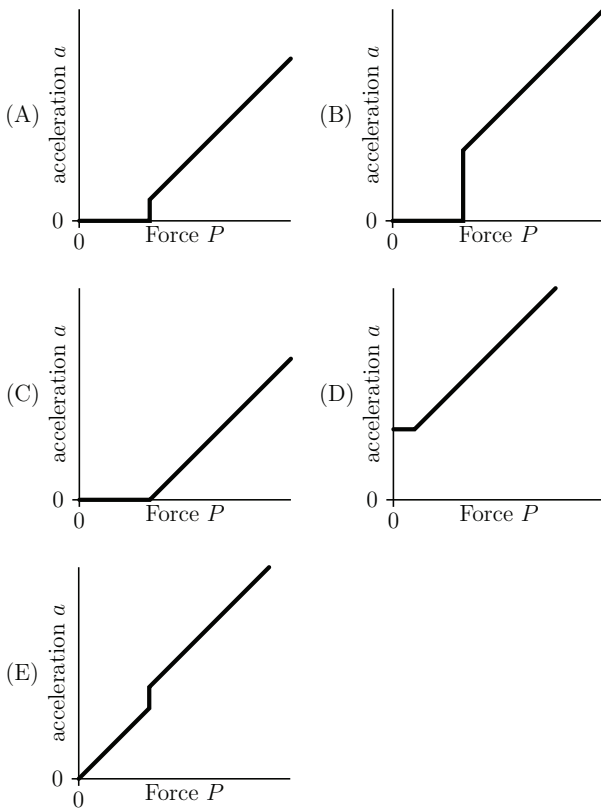 (A)
acceleration a
0
0
Force P
(B)
acceleration a
0
0
Force P
(C)
acceleration a
0
0
Force P
(D)
acceleration a
0
0
Force P
(E)
acceleration a
0
0
Force P